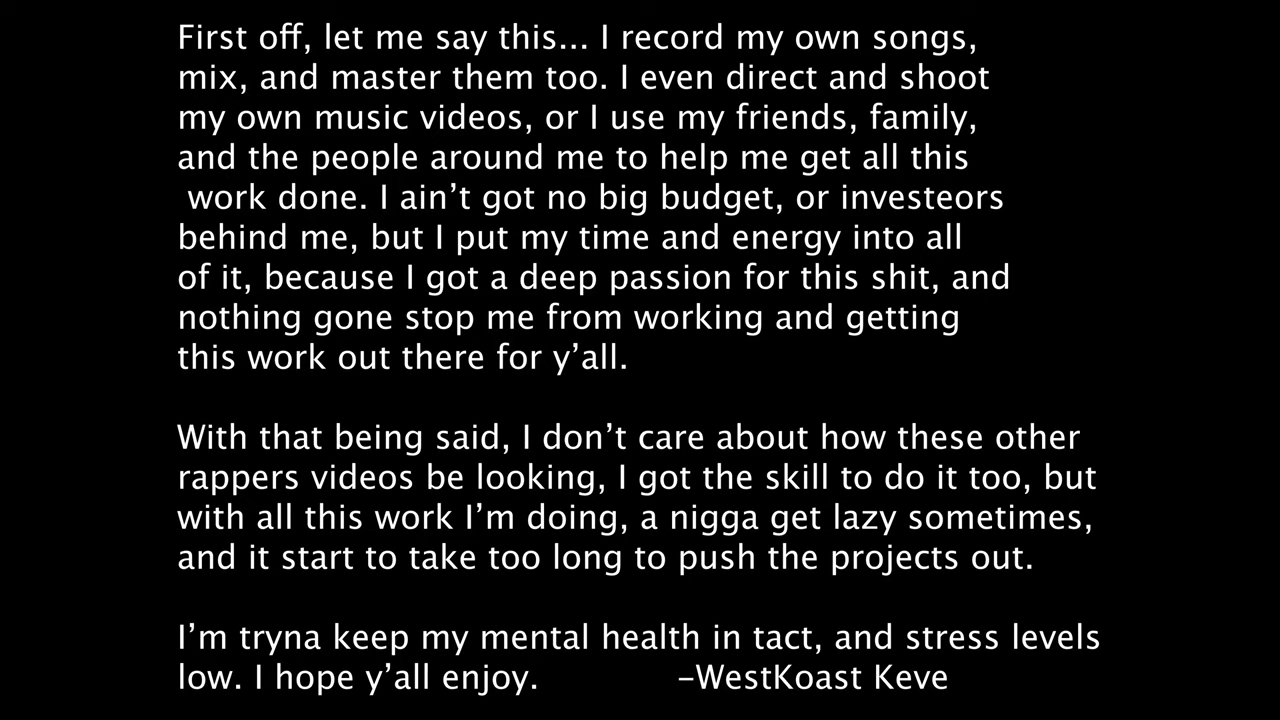 First off, let me say this... I record my own songs,
mix, and master them too. I even direct and shoot
my own music videos, or I use my friends, family,
and the people around me to help me get all this
work done. I ain’t got no big budget, or investeors
behind me, but I put my time and energy into all
of it, because I got a deep passion for this shit, and
nothing gone stop me from working and getting
this work out there for y’all.
With that being said, I don’t care about how these other
rappers videos be looking, I got the skill to do it too, but
with all this work I’m doing, a nigga get lazy sometimes,
and it start to take too long to push the projects out.
I’m tryna keep my mental health in tact, and stress levels
low. I hope y’all enjoy. –WestKoast Keve